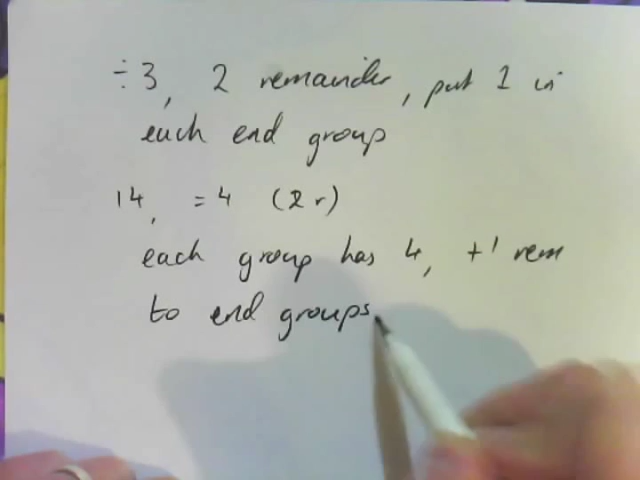 ÷3, 2 remainder, put 1 in
each end group
14, = 4 (2 r)
each group has 4, +1 rem
to end groups